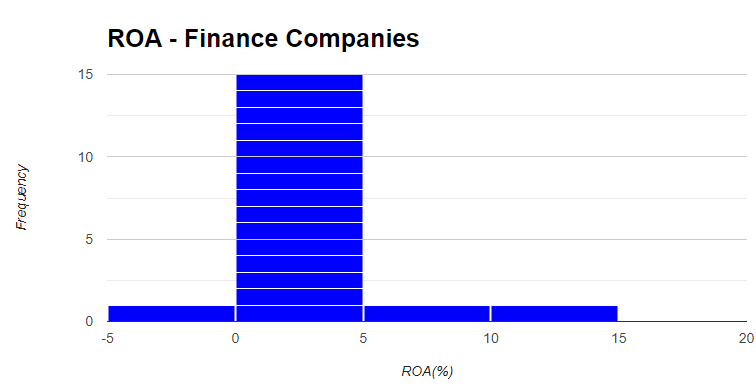 ROA - Finance Companies
15
10
5
0
Frequency
-5 0 5 10 15 20
ROA(%)